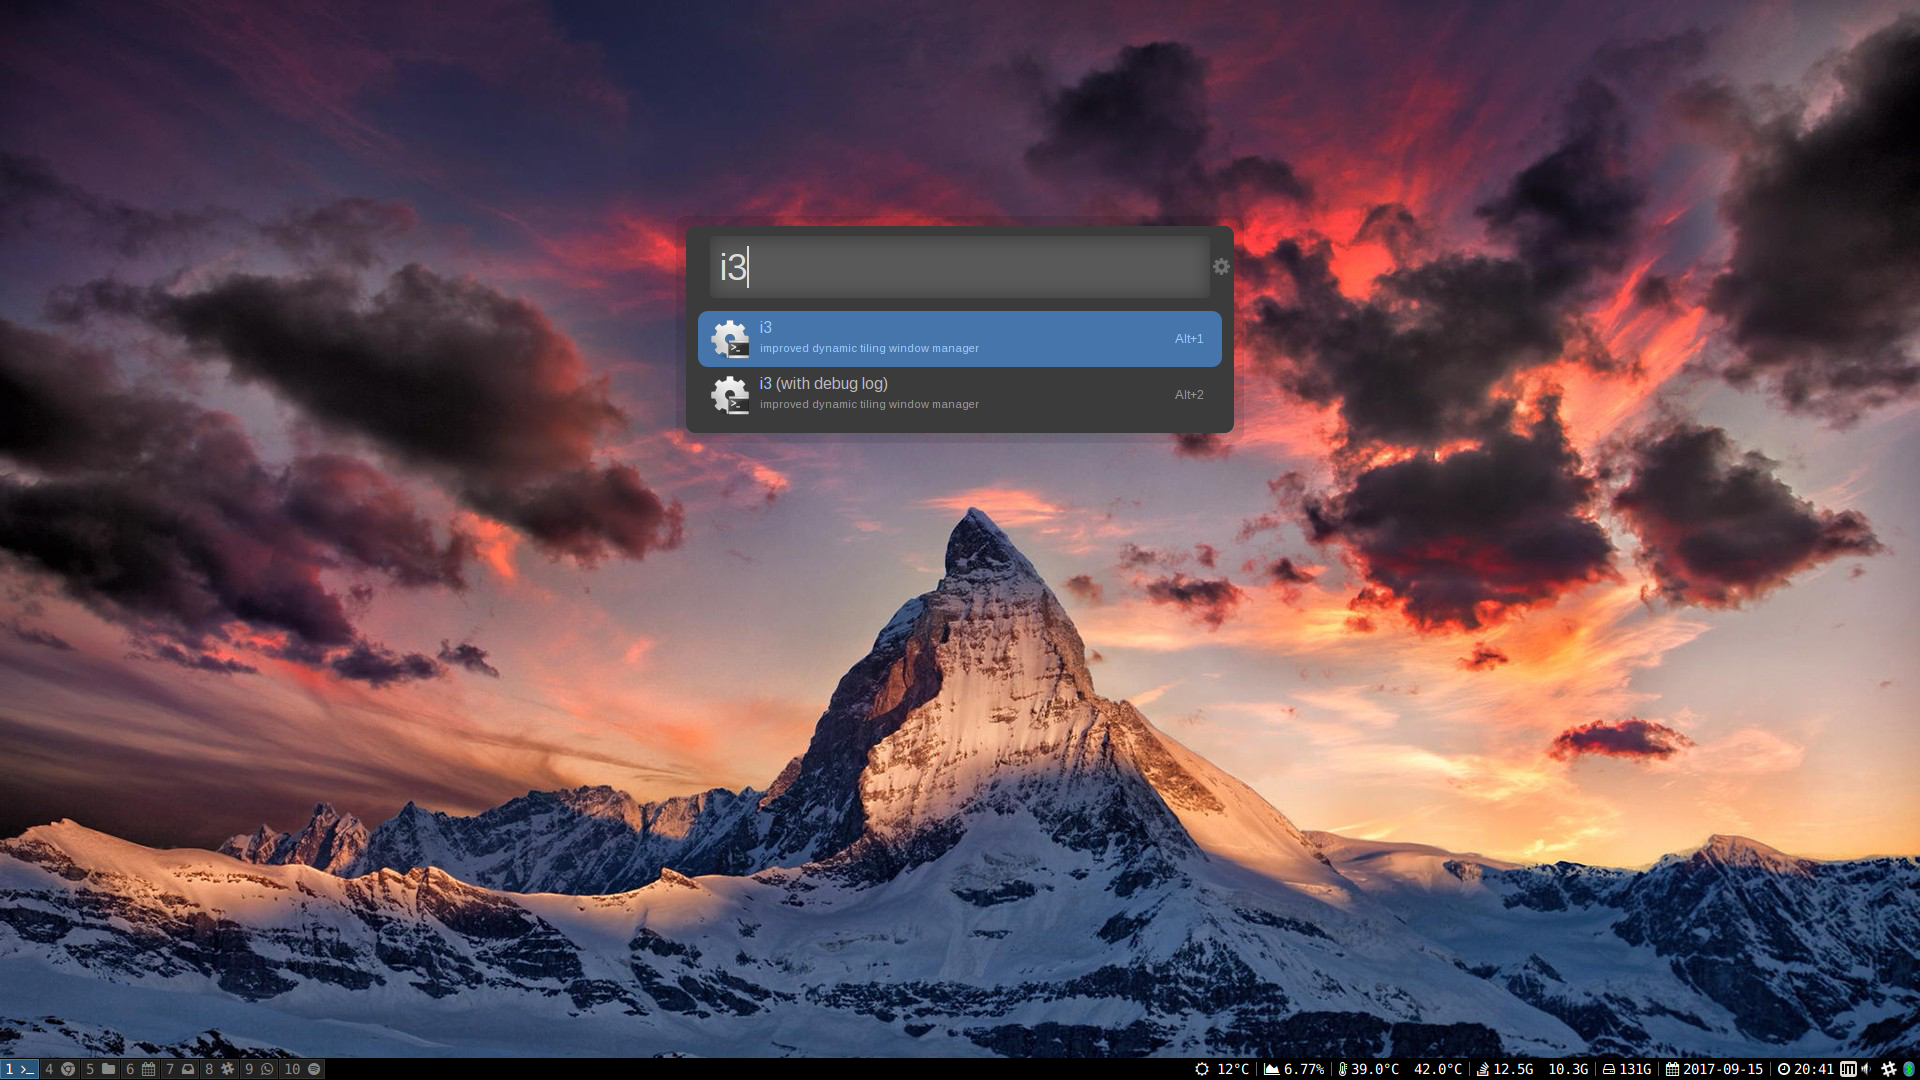 i3
i3
improved dynamic tiling window manager
Alt+1
i3 (with debug log)
improved dynamic tiling window manager
Alt+2
1 4 5 6 7 8 9 10 12°C 6.77% 39.0°C 42.0°C 12.5G 10.3G 131G 2017-09-15 20:41